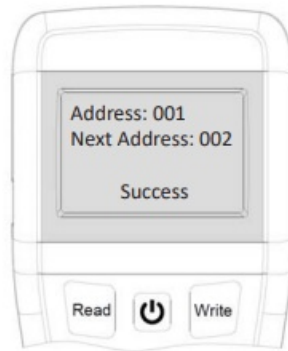 Address: 001
Next Address: 002
Success
Read
Write